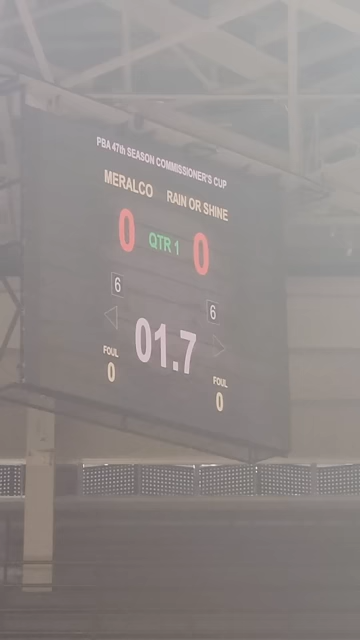 PBA 47th SEASON COMMISSIONER'S CUP
MERALCO RAIN OR SHINE
0 QTR 1 0
6 6
01.7
FOUL FOUL
0 0